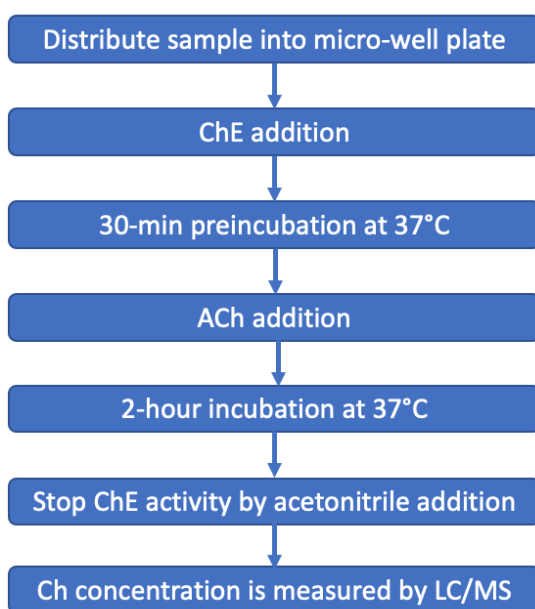 Distribute sample into micro-well plate
ChE addition
30-min preincubation at 37°C
ACh addition
2-hour incubation at 37°C
Stop ChE activity by acetonitrile addition
Ch concentration is measured by LC/MS